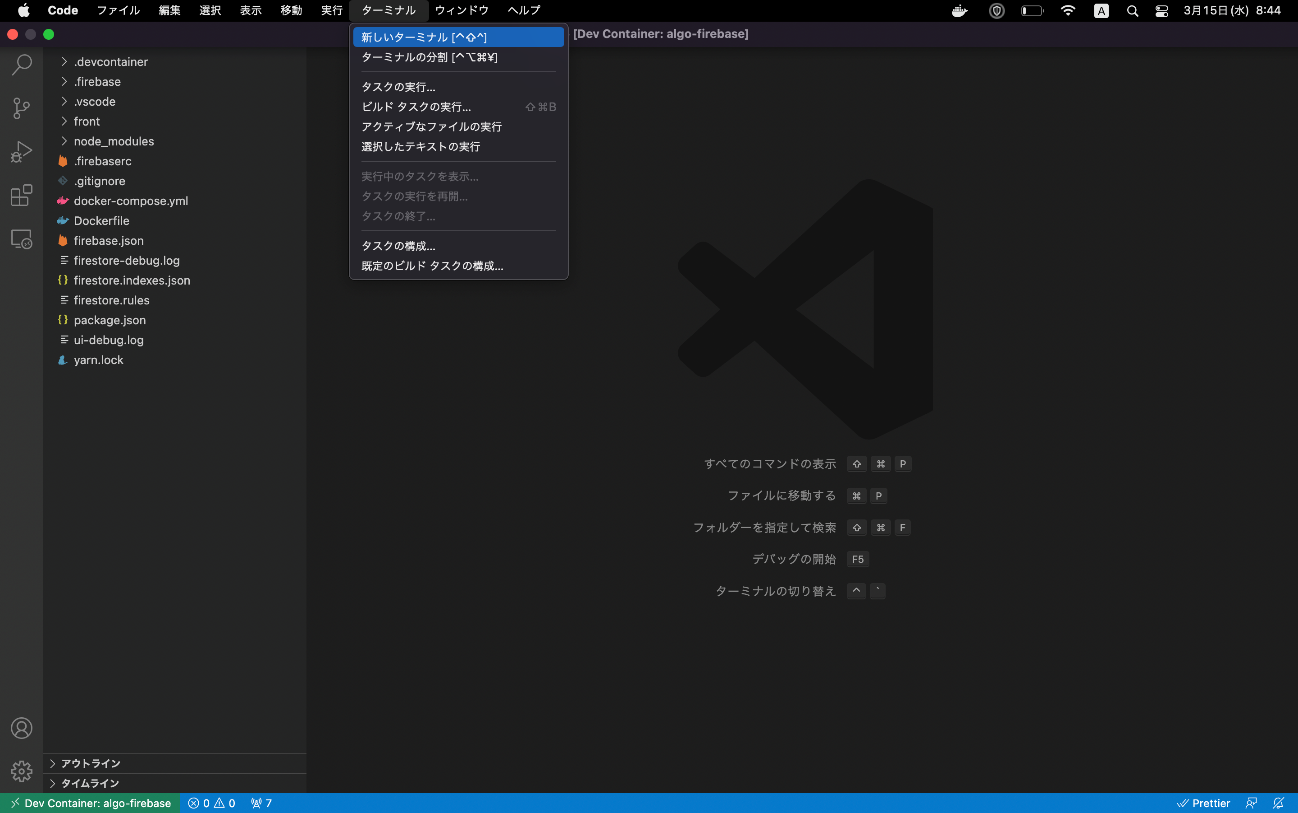 Code ファイル 編集 選択 表示 移動 実行 ターミナル ウィンドウ ヘルプ A 3月15日(水) 8:44
[Dev Container: algo-firebase]
新しいターミナル [^⇧^]
ターミナルの分割 [^⌥⌘¥]
タスクの実行...
ビルド タスクの実行... ⇧⌘B
アクティブなファイルの実行
選択したテキストの実行
実行中のタスクを表示...
タスクの実行を再開...
タスクの終了...
タスクの構成...
既定のビルド タスクの構成...
.devcontainer
.firebase
.vscode
front
node_modules
.firebaserc
.gitignore
docker-compose.yml
Dockerfile
firebase.json
firestore-debug.log
firestore.indexes.json
firestore.rules
package.json
ui-debug.log
yarn.lock
すべてのコマンドの表示 ⇧ ⌘ P
ファイルに移動する ⌘ P
フォルダーを指定して検索 ⇧ ⌘ F
デバッグの開始 F5
ターミナルの切り替え ^ `
アウトライン
タイムライン
Dev Container: algo-firebase 0 0 7 Prettier